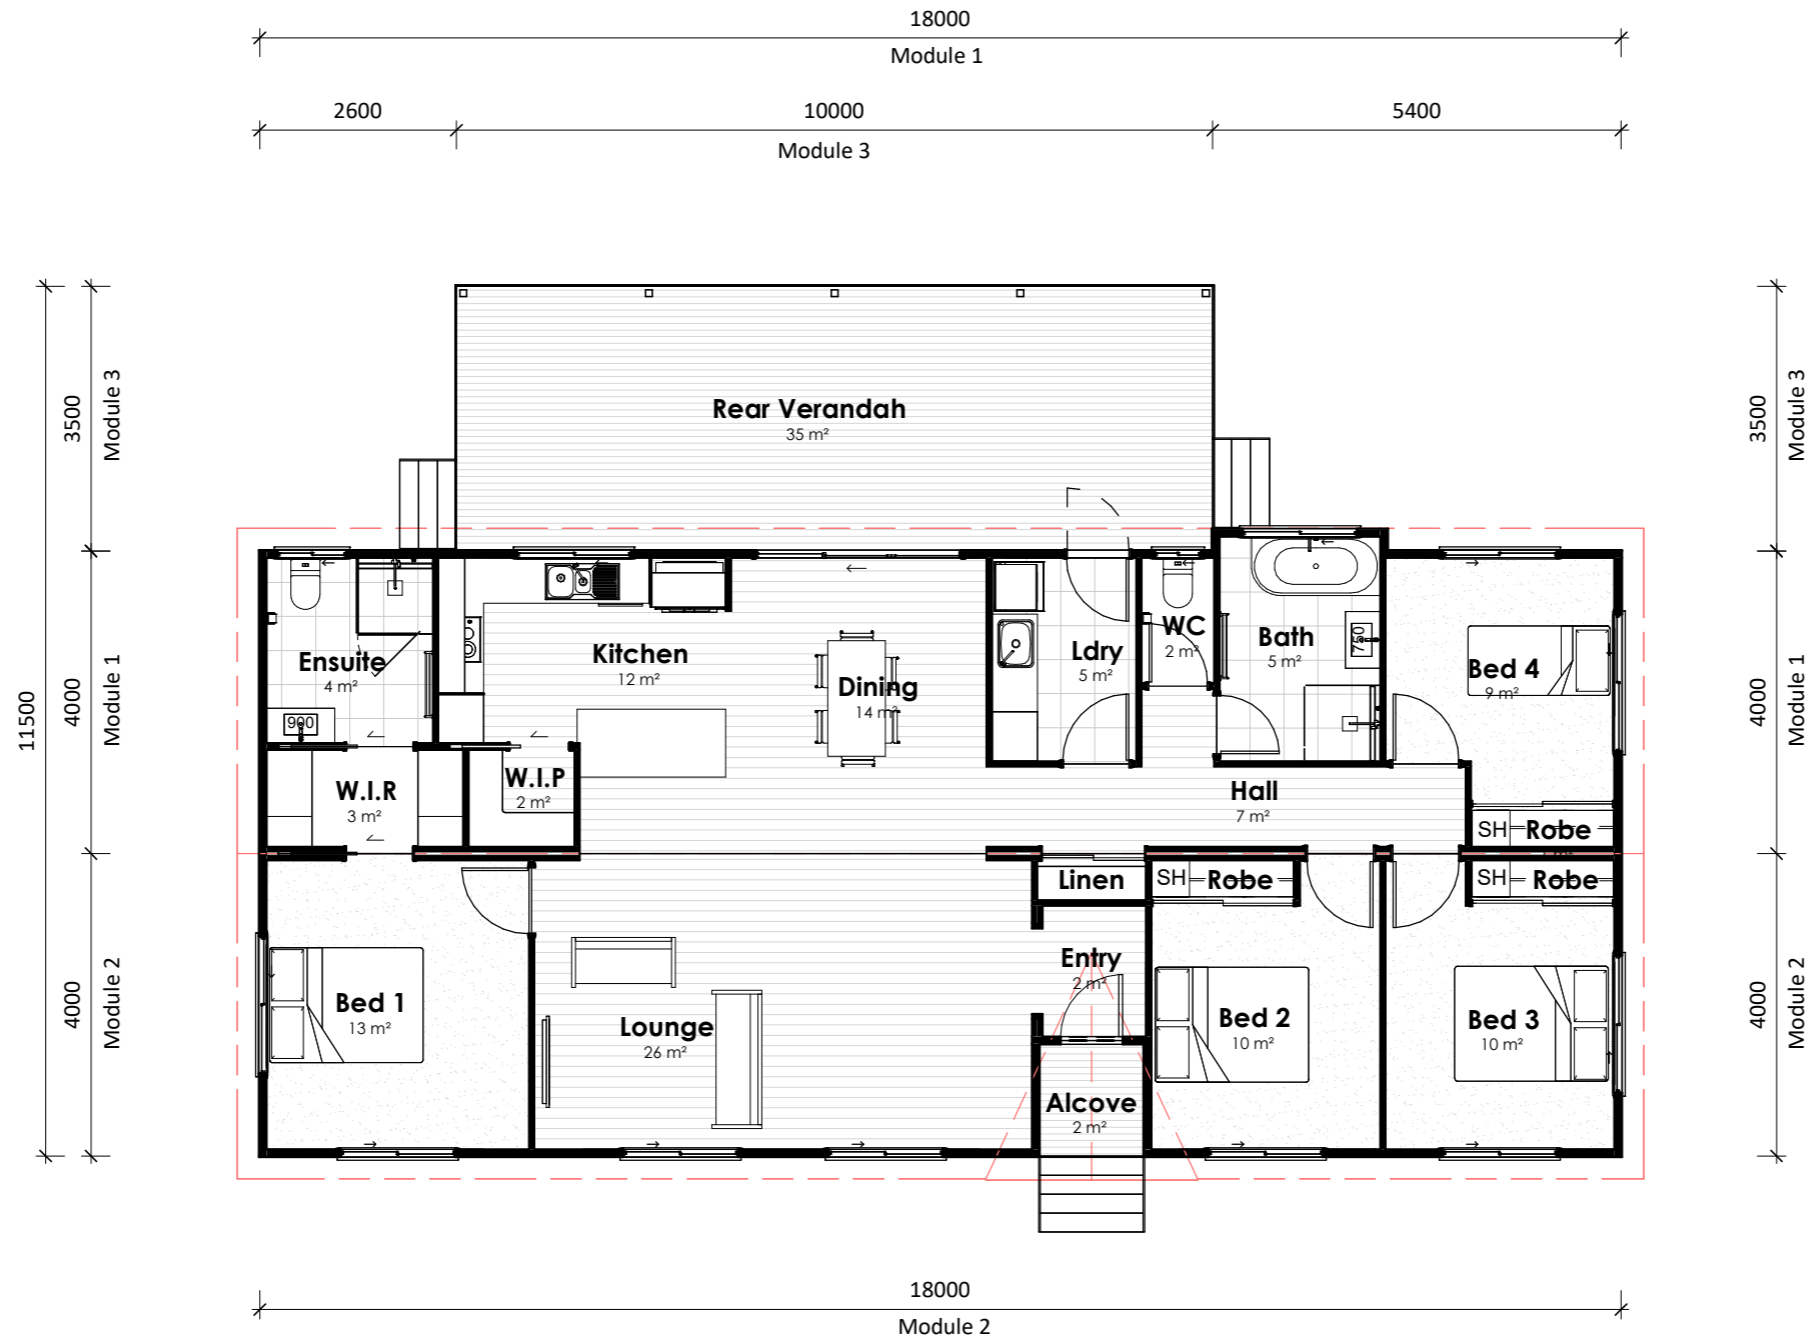 18000
Module 1
2600
10000
5400
Module 3
11500
3500
Module 3
4000
Module 1
4000
Module 2
3500
Module 3
4000
Module 1
4000
Module 2
Rear Verandah
35 m²
Ensuite
4 m²
900
Kitchen
12 m²
Dining
14 m²
Ldry
5 m²
WC
2 m²
Bath
5 m²
750
Bed 4
9 m²
W.I.R
3 m²
W.I.P
2 m²
Hall
7 m²
SH
Robe
Linen
SH
Robe
SH
Robe
Bed 1
13 m²
Lounge
26 m²
Entry
2 m²
Bed 2
10 m²
Bed 3
10 m²
Alcove
2 m²
18000
Module 2